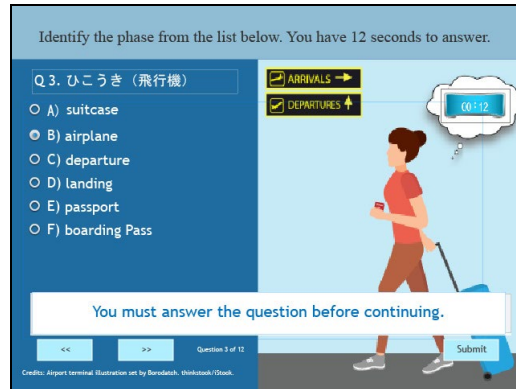 Identify the phase from the list below. You have 12 seconds to answer.
Q 3. ひこうき（飛行機）
A) suitcase
B) airplane
C) departure
D) landing
E) passport
F) boarding Pass
ARRIVALS
DEPARTURES
00:12
You must answer the question before continuing.
<<
>>
Question 3 of 12
Submit
Credits: Airport terminal illustration set by Borodatch. thinkstock/iStook.